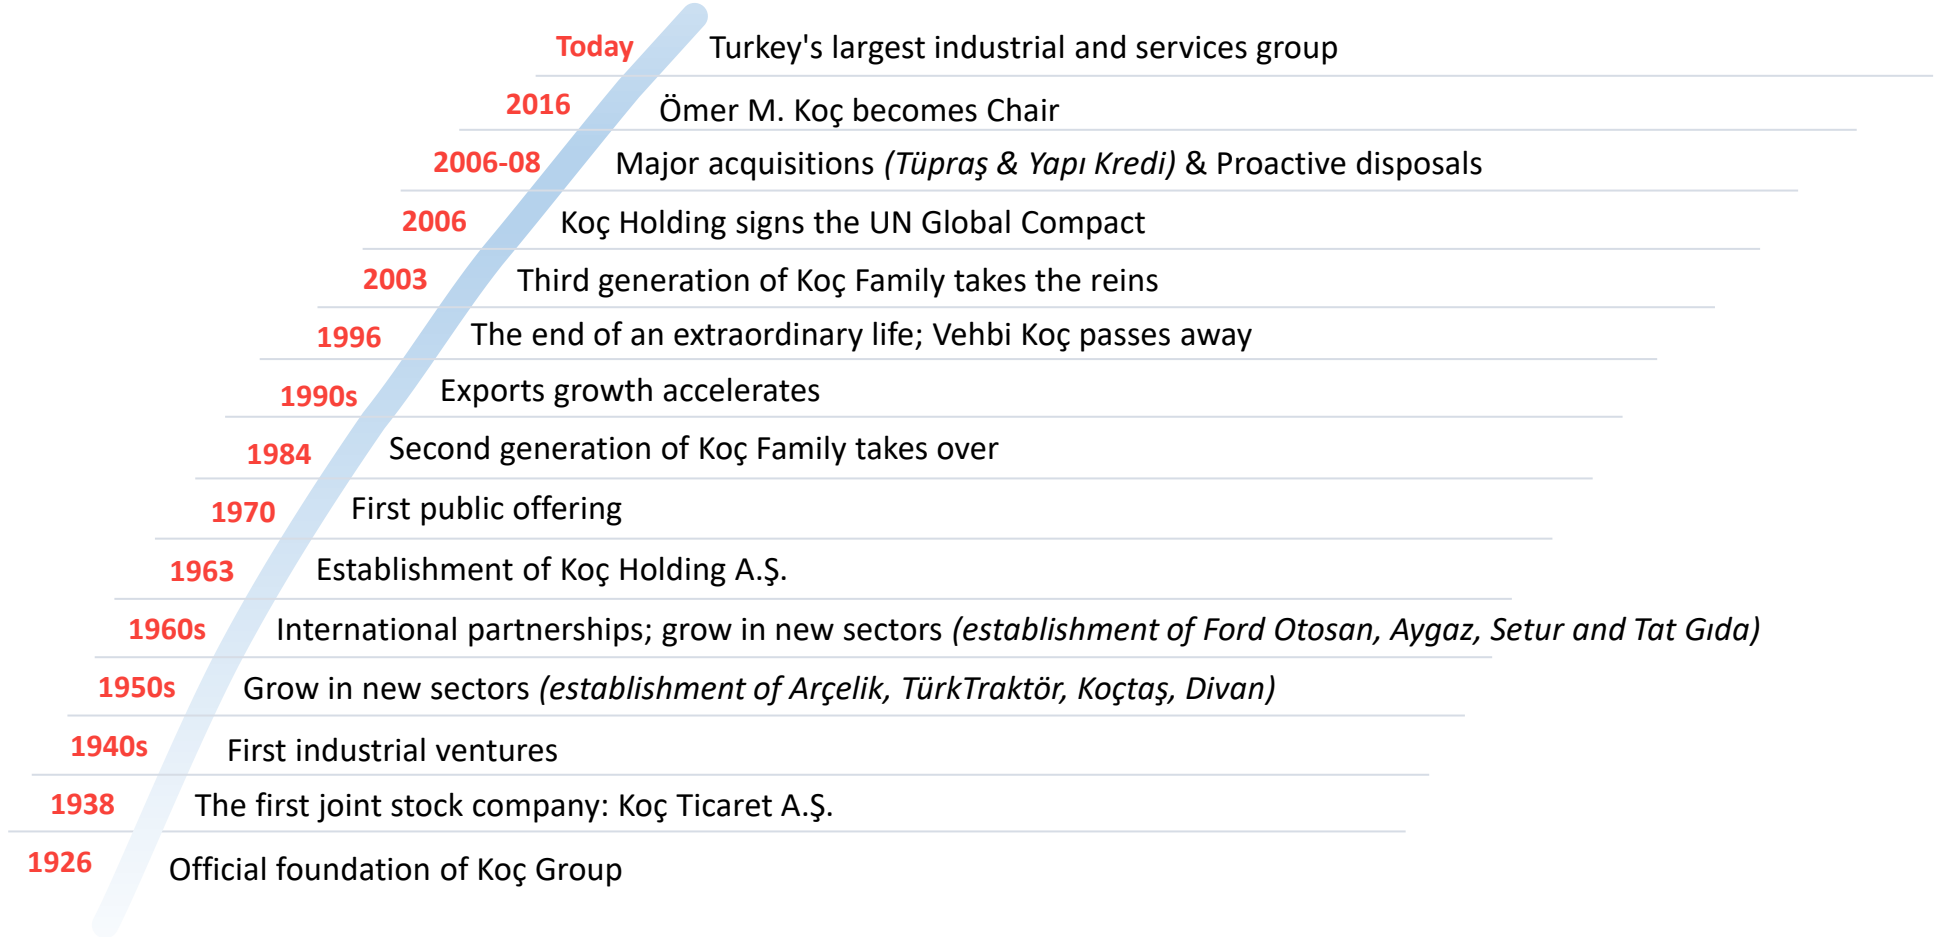 Today Turkey's largest industrial and services group
2016 Ömer M. Koç becomes Chair
2006-08 Major acquisitions (Tüpraş & Yapı Kredi) & Proactive disposals
2006 Koç Holding signs the UN Global Compact
2003 Third generation of Koç Family takes the reins
1996 The end of an extraordinary life; Vehbi Koç passes away
1990s Exports growth accelerates
1984 Second generation of Koç Family takes over
1970 First public offering
1963 Establishment of Koç Holding A.Ş.
1960s International partnerships; grow in new sectors (establishment of Ford Otosan, Aygaz, Setur and Tat Gıda)
1950s Grow in new sectors (establishment of Arçelik, TürkTraktör, Koçtaş, Divan)
1940s First industrial ventures
1938 The first joint stock company: Koç Ticaret A.Ş.
1926 Official foundation of Koç Group